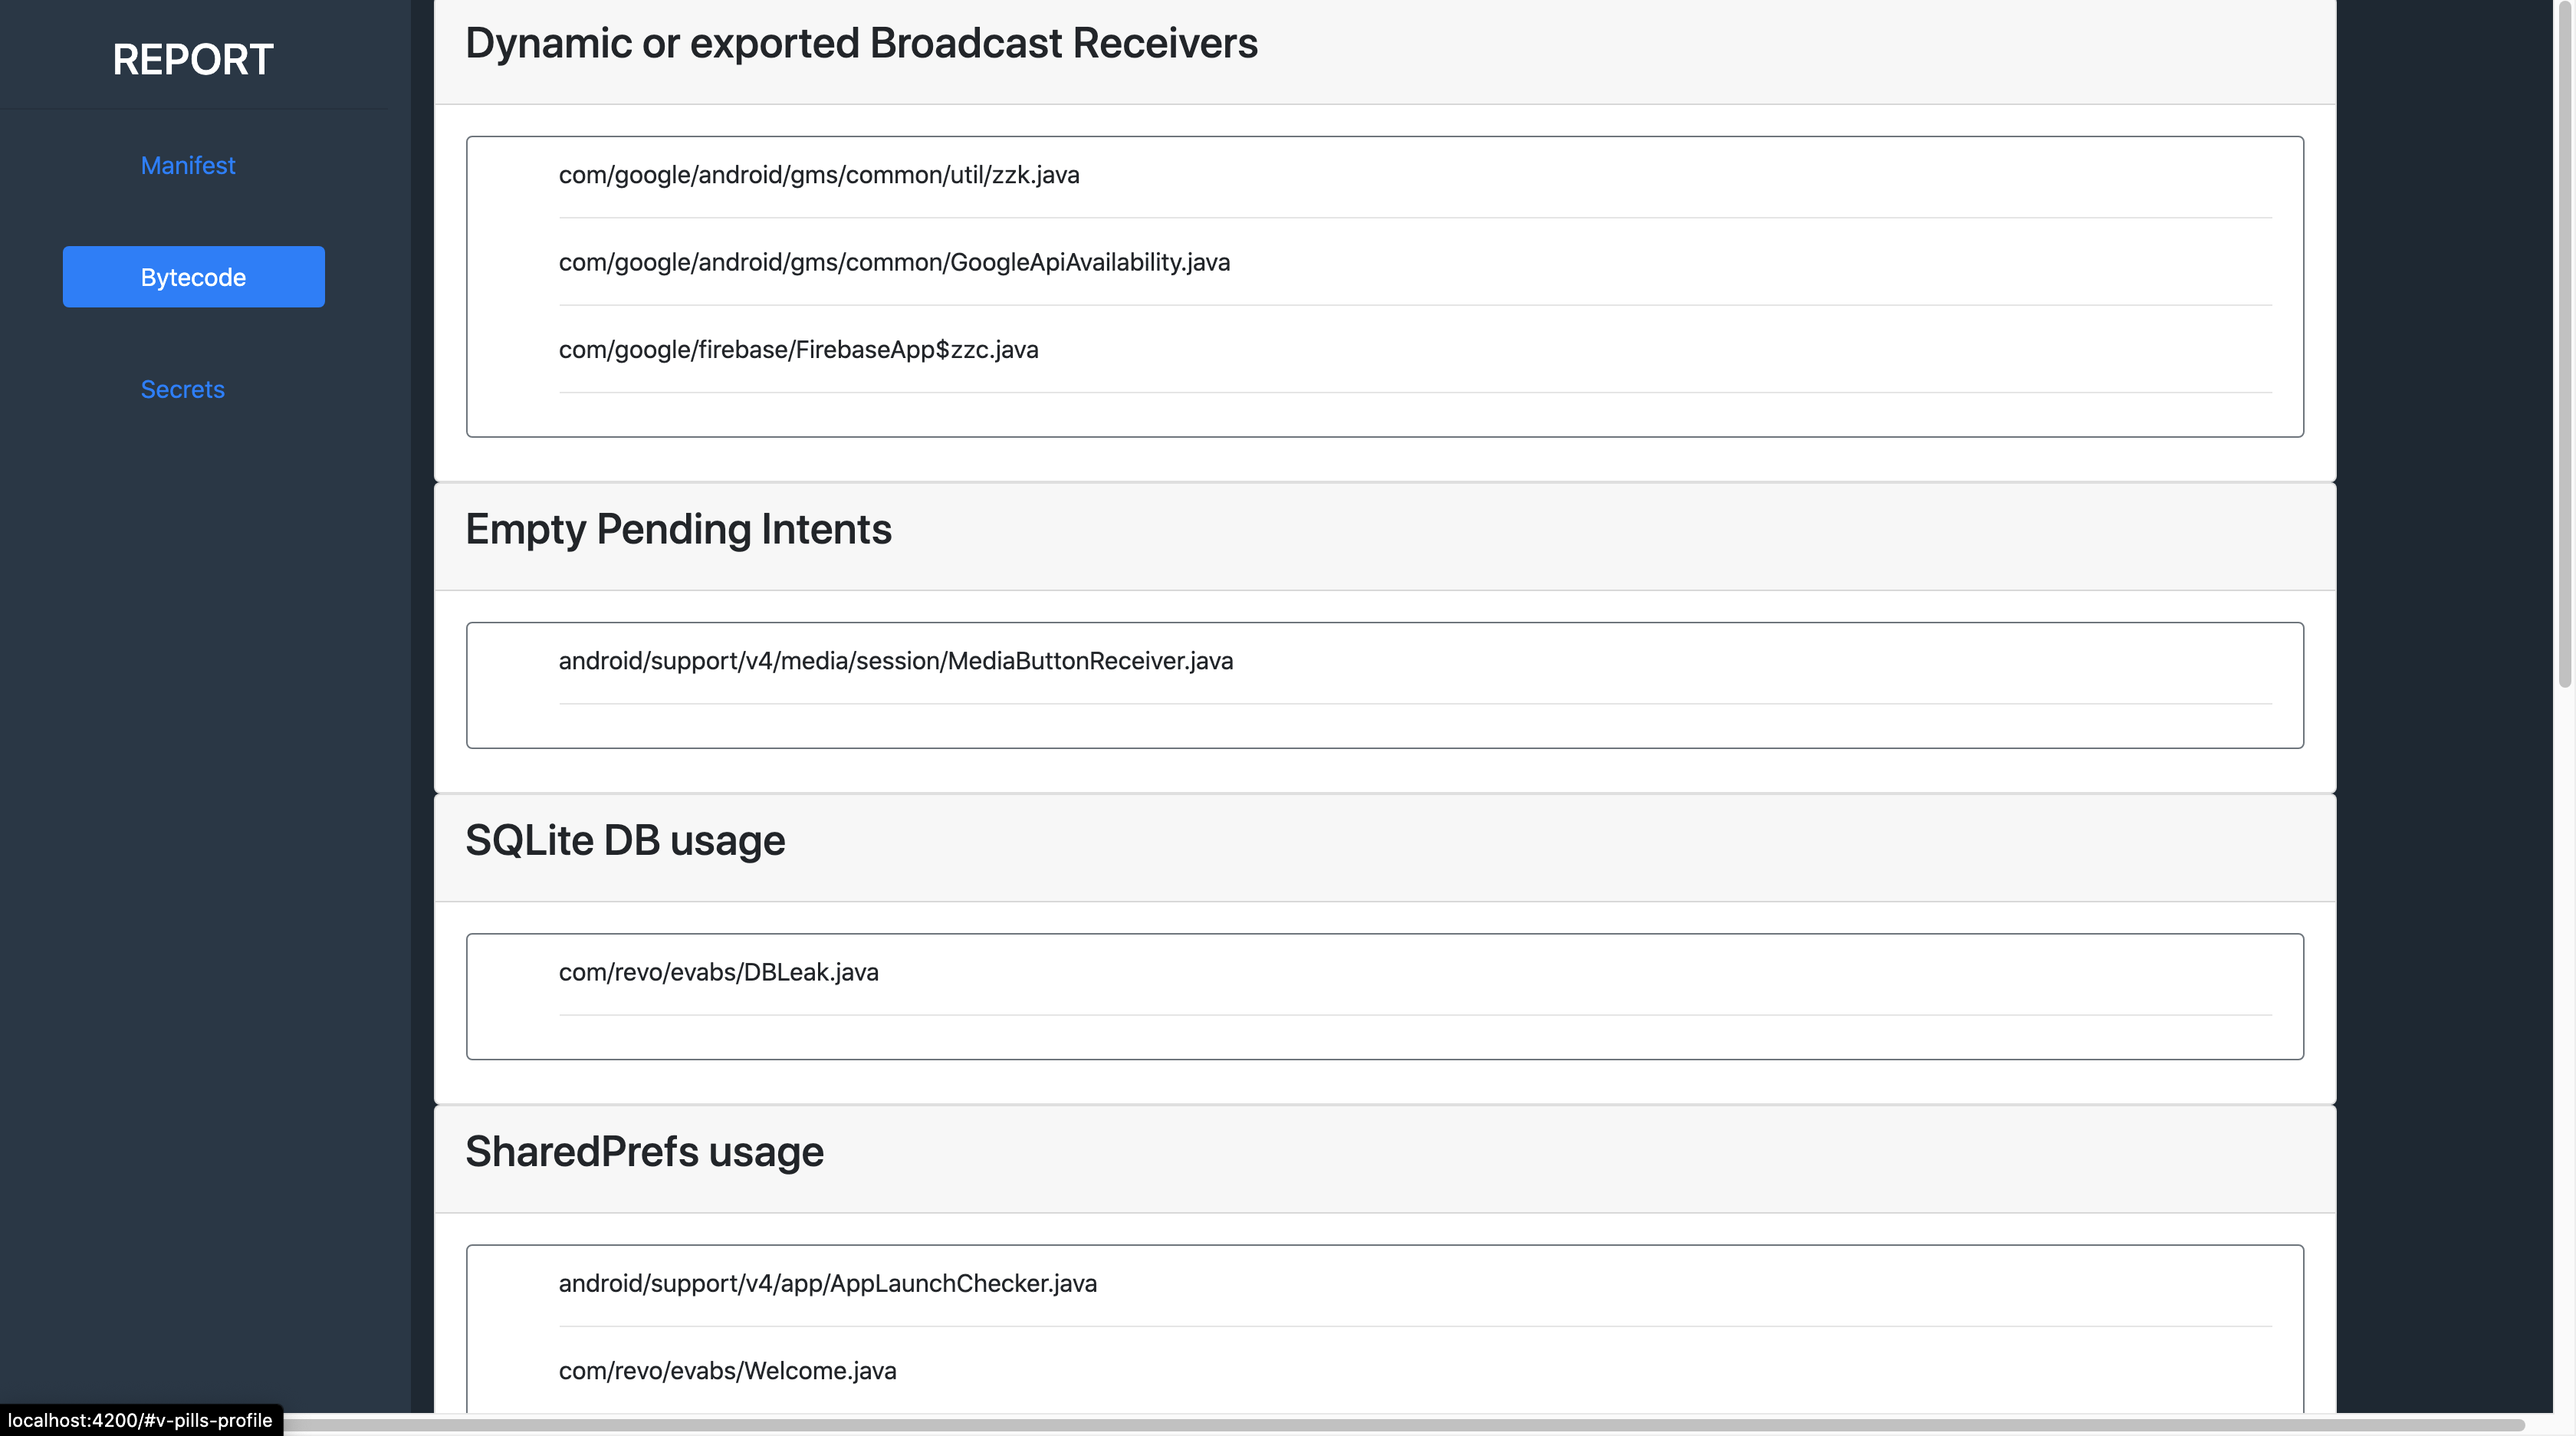 REPORT
Manifest
Bytecode
Secrets
Dynamic or exported Broadcast Receivers
com/google/android/gms/common/util/zzk.java
com/google/android/gms/common/GoogleApiAvailability.java
com/google/firebase/FirebaseApp$zzc.java
Empty Pending Intents
android/support/v4/media/session/MediaButtonReceiver.java
SQLite DB usage
com/revo/evabs/DBLeak.java
SharedPrefs usage
android/support/v4/app/AppLaunchChecker.java
com/revo/evabs/Welcome.java
localhost:4200/#v-pills-profile